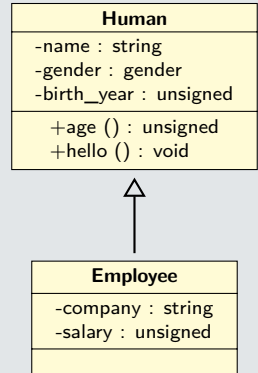 Human
-name : string
-gender : gender
-birth_year : unsigned
+age () : unsigned
+hello () : void
Employee
-company : string
-salary : unsigned